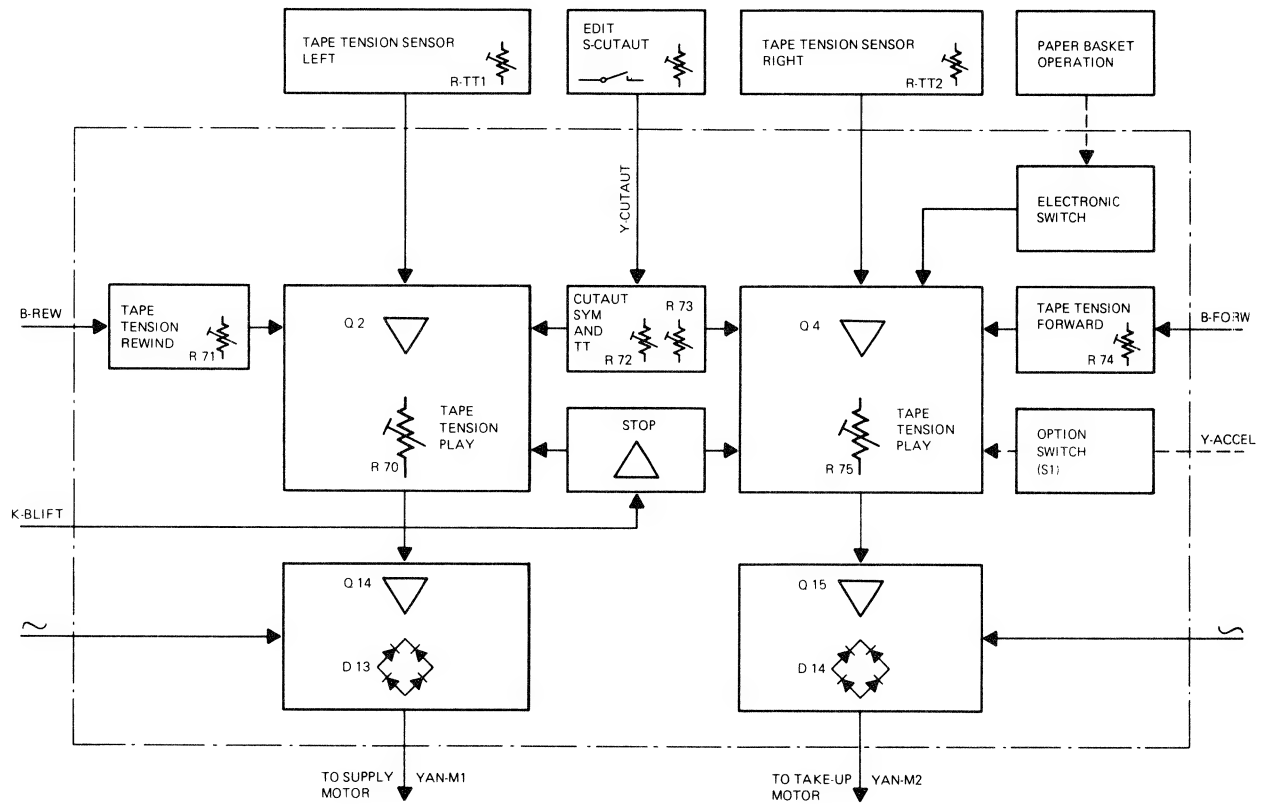 TAPE TENSION SENSOR
LEFT
R-TT1
EDIT
S-CUTAUT
TAPE TENSION SENSOR
RIGHT
R-TT2
PAPER BASKET
OPERATION
Y-CUTAUT
ELECTRONIC
SWITCH
B-REW
TAPE
TENSION
REWIND
R 71
Q 2
CUTAUT
SYM
AND
TT
R 73
R 72
Q 4
TAPE TENSION
FORWARD
R 74
B-FORW
TAPE
TENSION
PLAY
R 70
STOP
TAPE
TENSION
PLAY
R 75
OPTION
SWITCH
(S1)
Y-ACCEL
K-BLIFT
Q 14
D 13
Q 15
D 14
TO SUPPLY
MOTOR
YAN-M1
TO TAKE-UP
MOTOR
YAN-M2